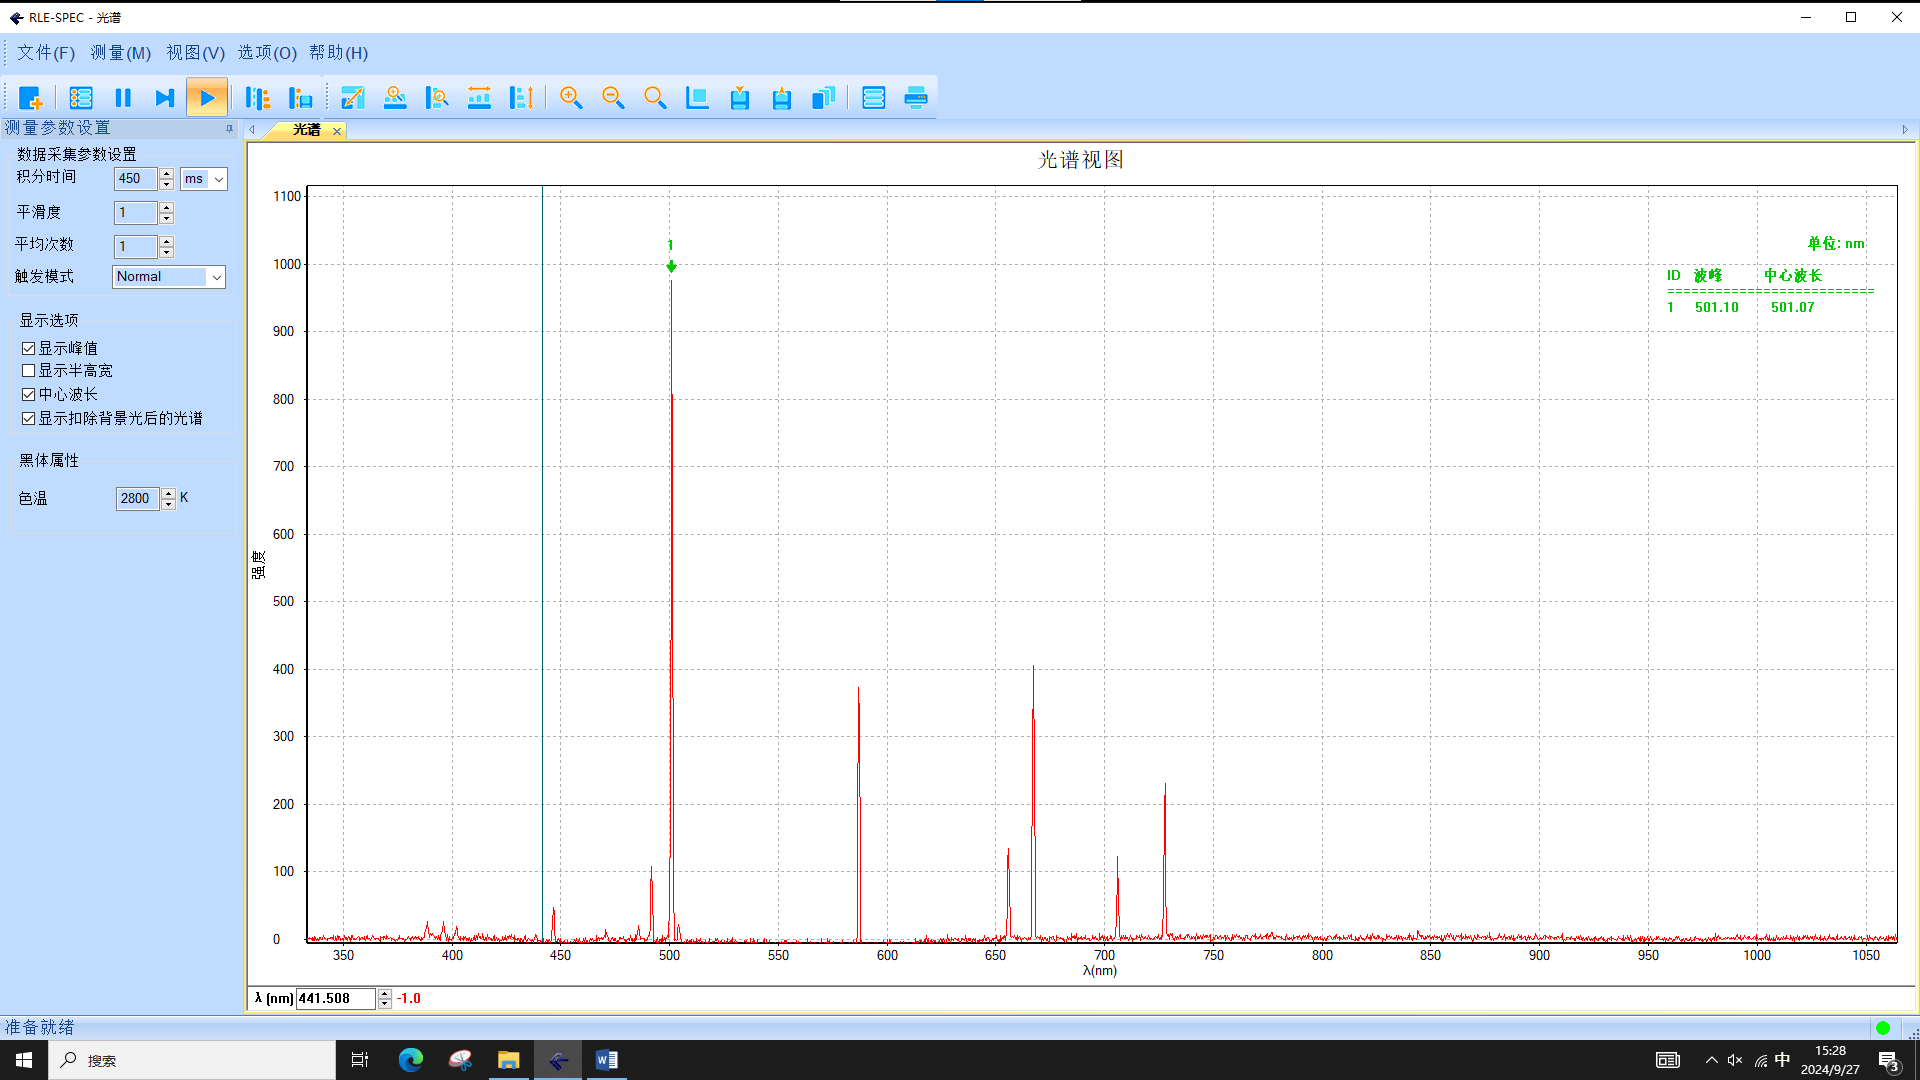 RLE-SPEC - 光谱
文件(F) 测量(M) 视图(V) 选项(O) 帮助(H)
测量参数设置
光谱
数据采集参数设置
积分时间 450 ms
平滑度 1
平均次数 1
触发模式 Normal
显示选项
显示峰值
显示半高宽
中心波长
显示扣除背景光后的光谱
黑体属性
色温 2800 K
光谱视图
1100
1000
900
800
700
600
500
400
300
200
100
0
强度
1
单位: nm
ID 波峰 中心波长
==========================
1 501.10 501.07
350 400 450 500 550 600 650 700 750 800 850 900 950 1000 1050
λ(nm)
λ (nm) 441.508 -1.0
准备就绪
搜索
中
15:28
2024/9/27
3